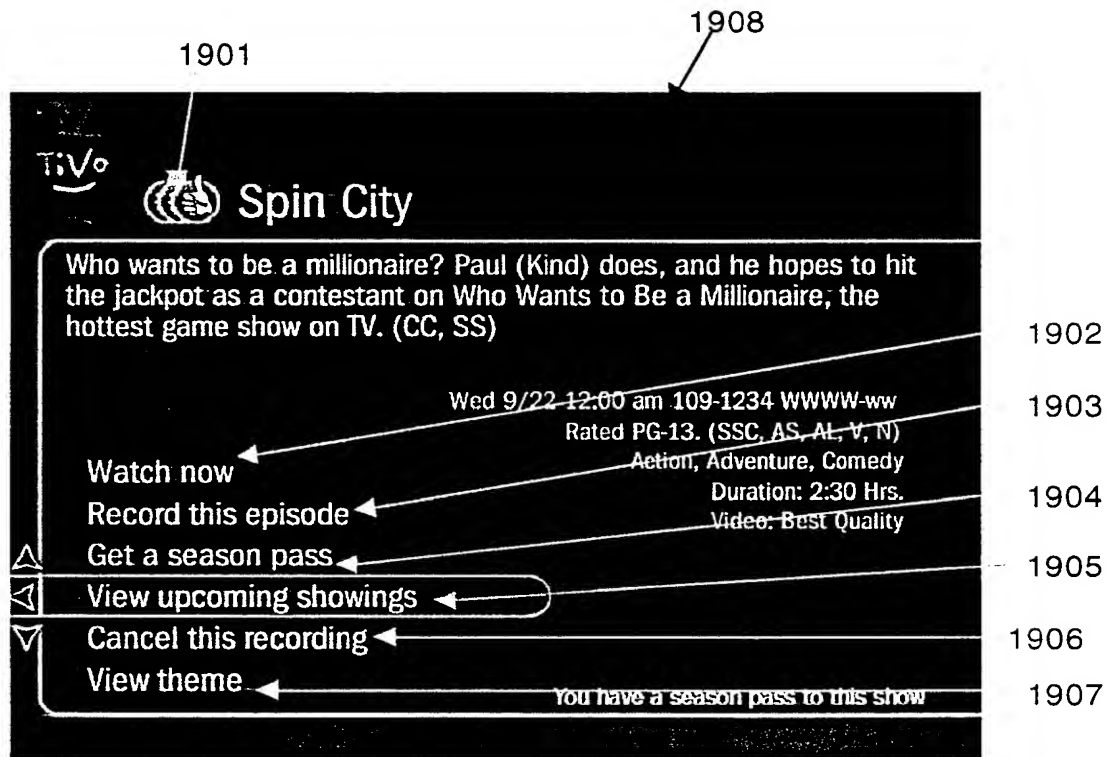 1908
1901
TiVo
Spin City
Who wants to be a millionaire? Paul (Kind) does, and he hopes to hit
the jackpot as a contestant on Who Wants to Be a Millionaire, the
hottest game show on TV. (CC, SS)
1902
Wed 9/22 12:00 am 109-1234 WWWW-ww
1903
Rated PG-13. (SSC, AS, AL, V, N)
Action, Adventure, Comedy
Watch now
Duration: 2:30 Hrs.
1904
Record this episode
Video: Best Quality
Get a season pass
1905
View upcoming showings
Cancel this recording
1906
View theme
You have a season pass to this show
1907